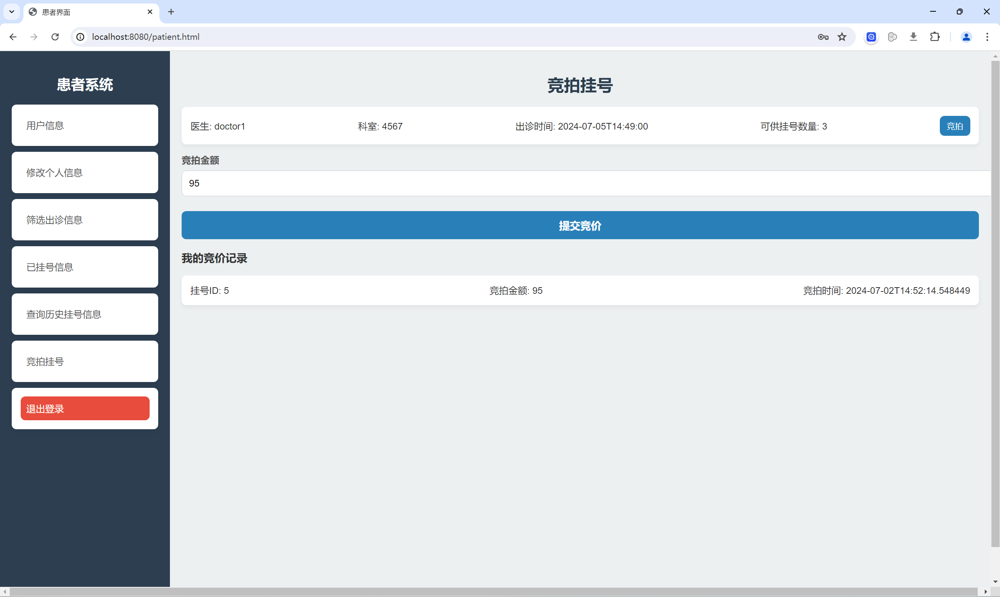 患者界面
localhost:8080/patient.html
患者系统
用户信息
修改个人信息
筛选出诊信息
已挂号信息
查询历史挂号信息
竞拍挂号
退出登录
竞拍挂号
医生: doctor1 科室: 4567 出诊时间: 2024-07-05T14:49:00 可供挂号数量: 3 竞拍
竞拍金额
95
提交竞价
我的竞价记录
挂号ID: 5 竞拍金额: 95 竞拍时间: 2024-07-02T14:52:14.548449